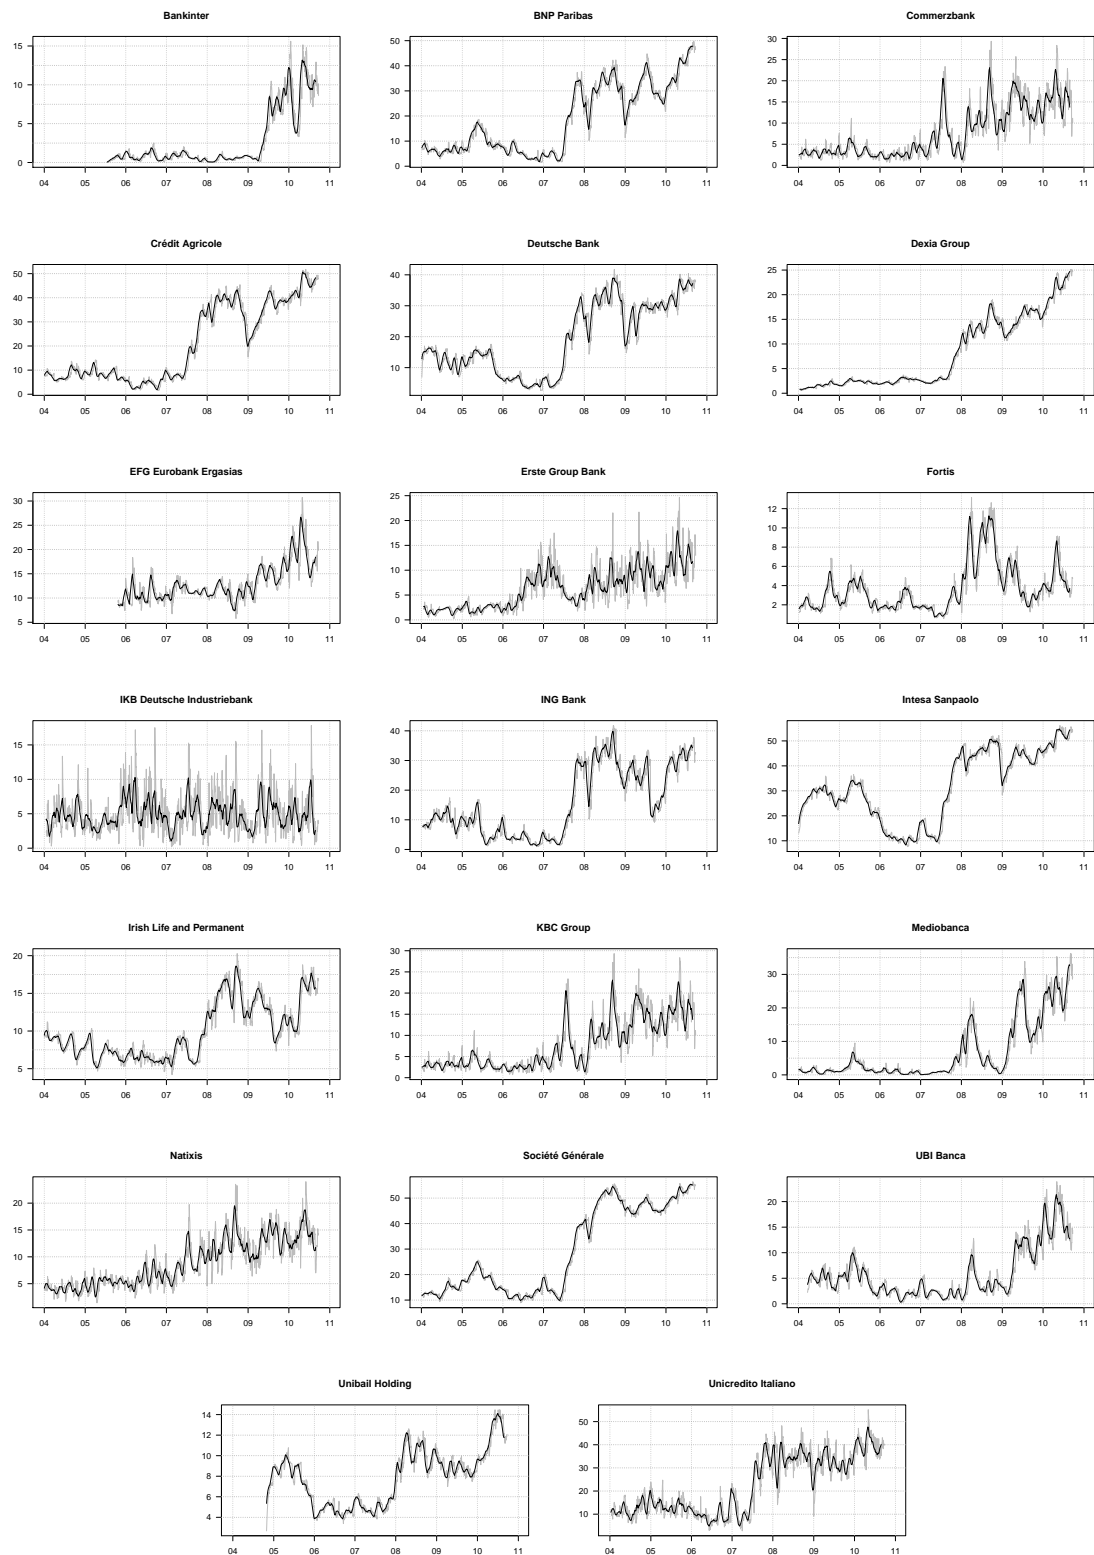 Bankinter
15
10
5
0
04 05 06 07 08 09 10 11
BNP Paribas
50
40
30
20
10
0
04 05 06 07 08 09 10 11
Commerzbank
30
25
20
15
10
5
0
04 05 06 07 08 09 10 11
Crédit Agricole
50
40
30
20
10
0
04 05 06 07 08 09 10 11
Deutsche Bank
40
30
20
10
04 05 06 07 08 09 10 11
Dexia Group
25
20
15
10
5
0
04 05 06 07 08 09 10 11
EFG Eurobank Ergasias
30
25
20
15
10
5
04 05 06 07 08 09 10 11
Erste Group Bank
25
20
15
10
5
0
04 05 06 07 08 09 10 11
Fortis
12
10
8
6
4
2
04 05 06 07 08 09 10 11
IKB Deutsche Industriebank
15
10
5
0
04 05 06 07 08 09 10 11
ING Bank
40
30
20
10
0
04 05 06 07 08 09 10 11
Intesa Sanpaolo
50
40
30
20
10
04 05 06 07 08 09 10 11
Irish Life and Permanent
20
15
10
5
04 05 06 07 08 09 10 11
KBC Group
30
25
20
15
10
5
0
04 05 06 07 08 09 10 11
Mediobanca
30
20
10
0
04 05 06 07 08 09 10 11
Natixis
20
15
10
5
04 05 06 07 08 09 10 11
Société Générale
50
40
30
20
10
04 05 06 07 08 09 10 11
UBI Banca
20
15
10
5
0
04 05 06 07 08 09 10 11
Unibail Holding
14
12
10
8
6
4
04 05 06 07 08 09 10 11
Unicredito Italiano
50
40
30
20
10
04 05 06 07 08 09 10 11